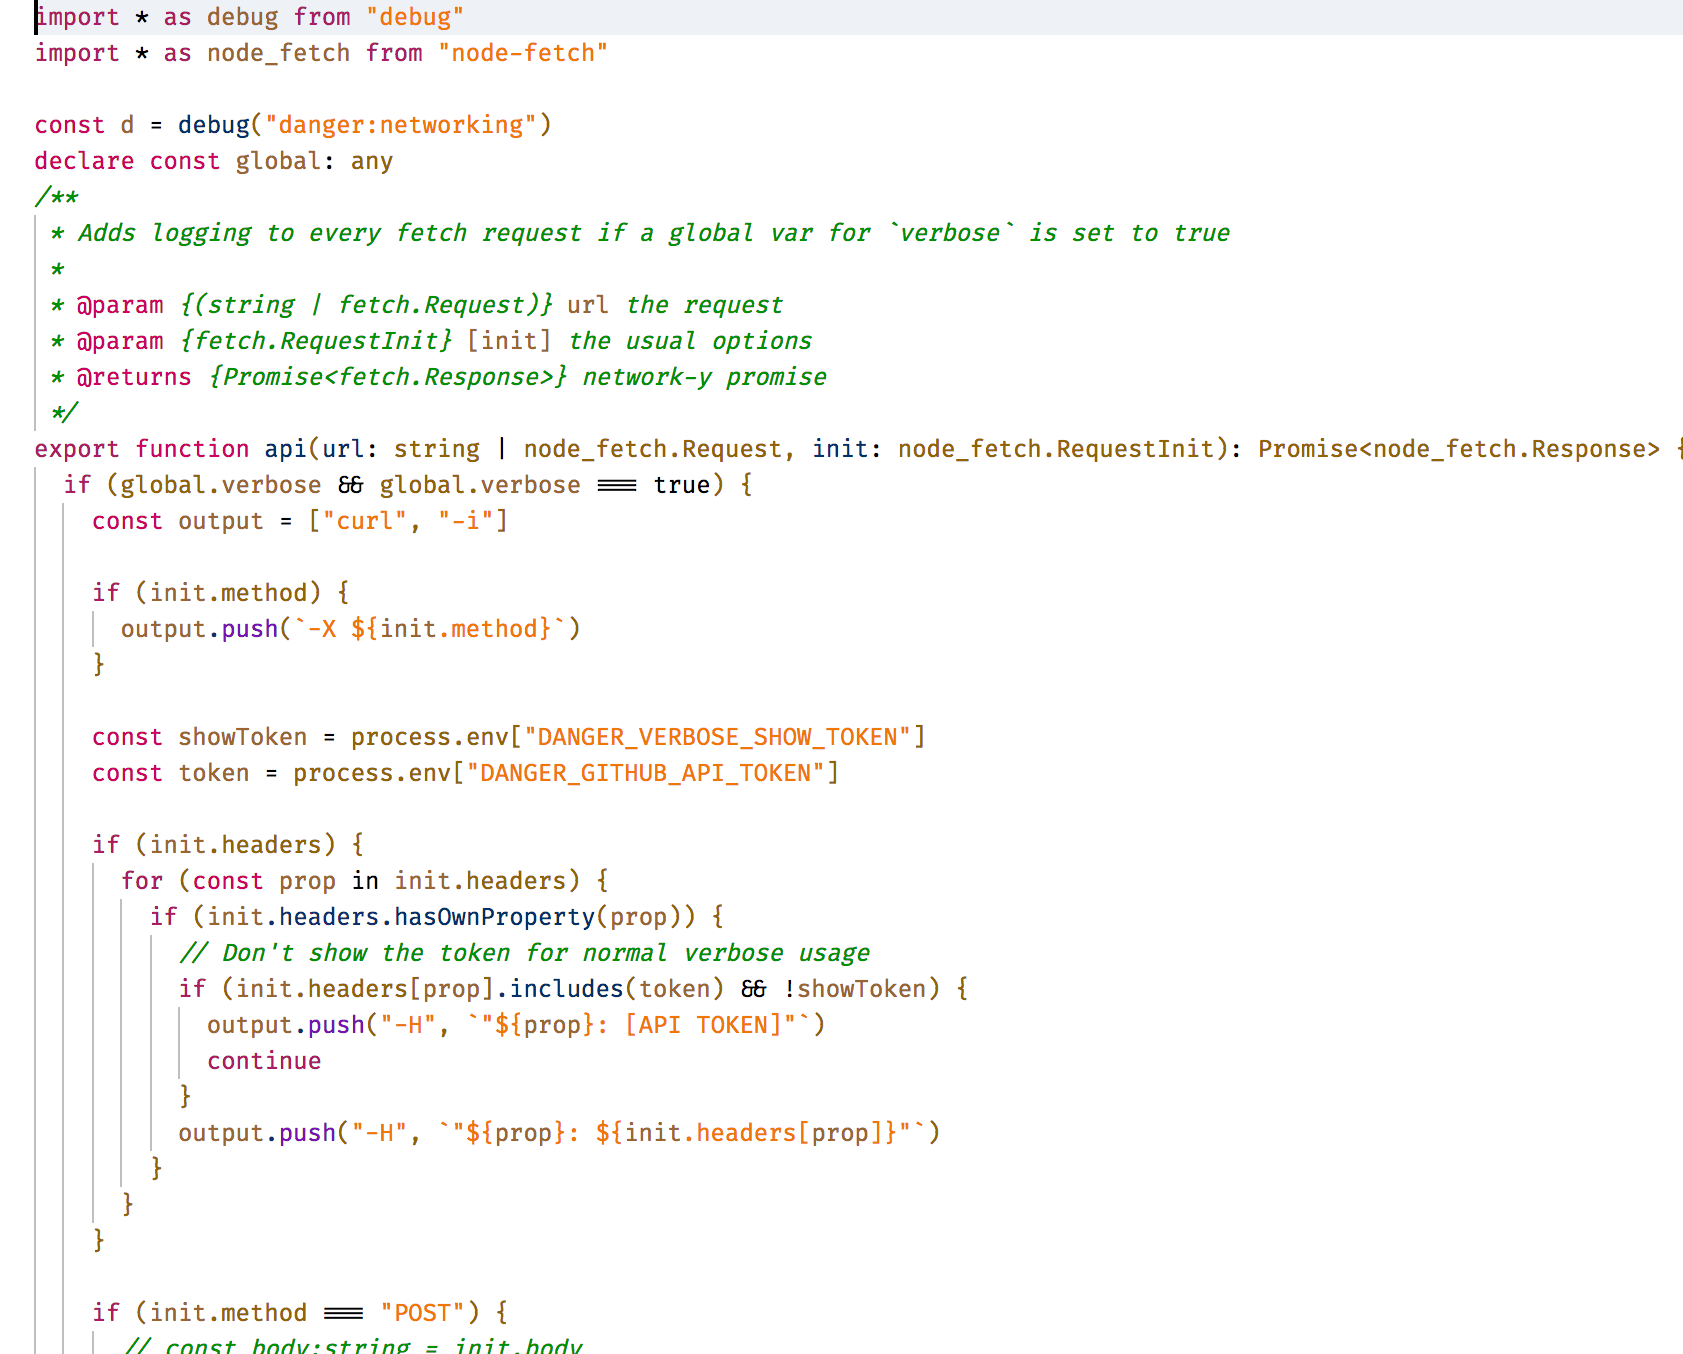 import * as debug from "debug"
import * as node_fetch from "node-fetch"

const d = debug("danger:networking")
declare const global: any
/**
 * Adds logging to every fetch request if a global var for `verbose` is set to true
 *
 * @param {(string | fetch.Request)} url the request
 * @param {fetch.RequestInit} [init] the usual options
 * @returns {Promise<fetch.Response>} network-y promise
 */
export function api(url: string | node_fetch.Request, init: node_fetch.RequestInit): Promise<node_fetch.Response> {
  if (global.verbose && global.verbose === true) {
    const output = ["curl", "-i"]

    if (init.method) {
      output.push(`-X ${init.method}`)
    }

    const showToken = process.env["DANGER_VERBOSE_SHOW_TOKEN"]
    const token = process.env["DANGER_GITHUB_API_TOKEN"]

    if (init.headers) {
      for (const prop in init.headers) {
        if (init.headers.hasOwnProperty(prop)) {
          // Don't show the token for normal verbose usage
          if (init.headers[prop].includes(token) && !showToken) {
            output.push("-H", `"${prop}: [API TOKEN]"`)
            continue
          }
          output.push("-H", `"${prop}: ${init.headers[prop]}"`)
        }
      }
    }

    if (init.method === "POST") {
      // const body:string = init.body